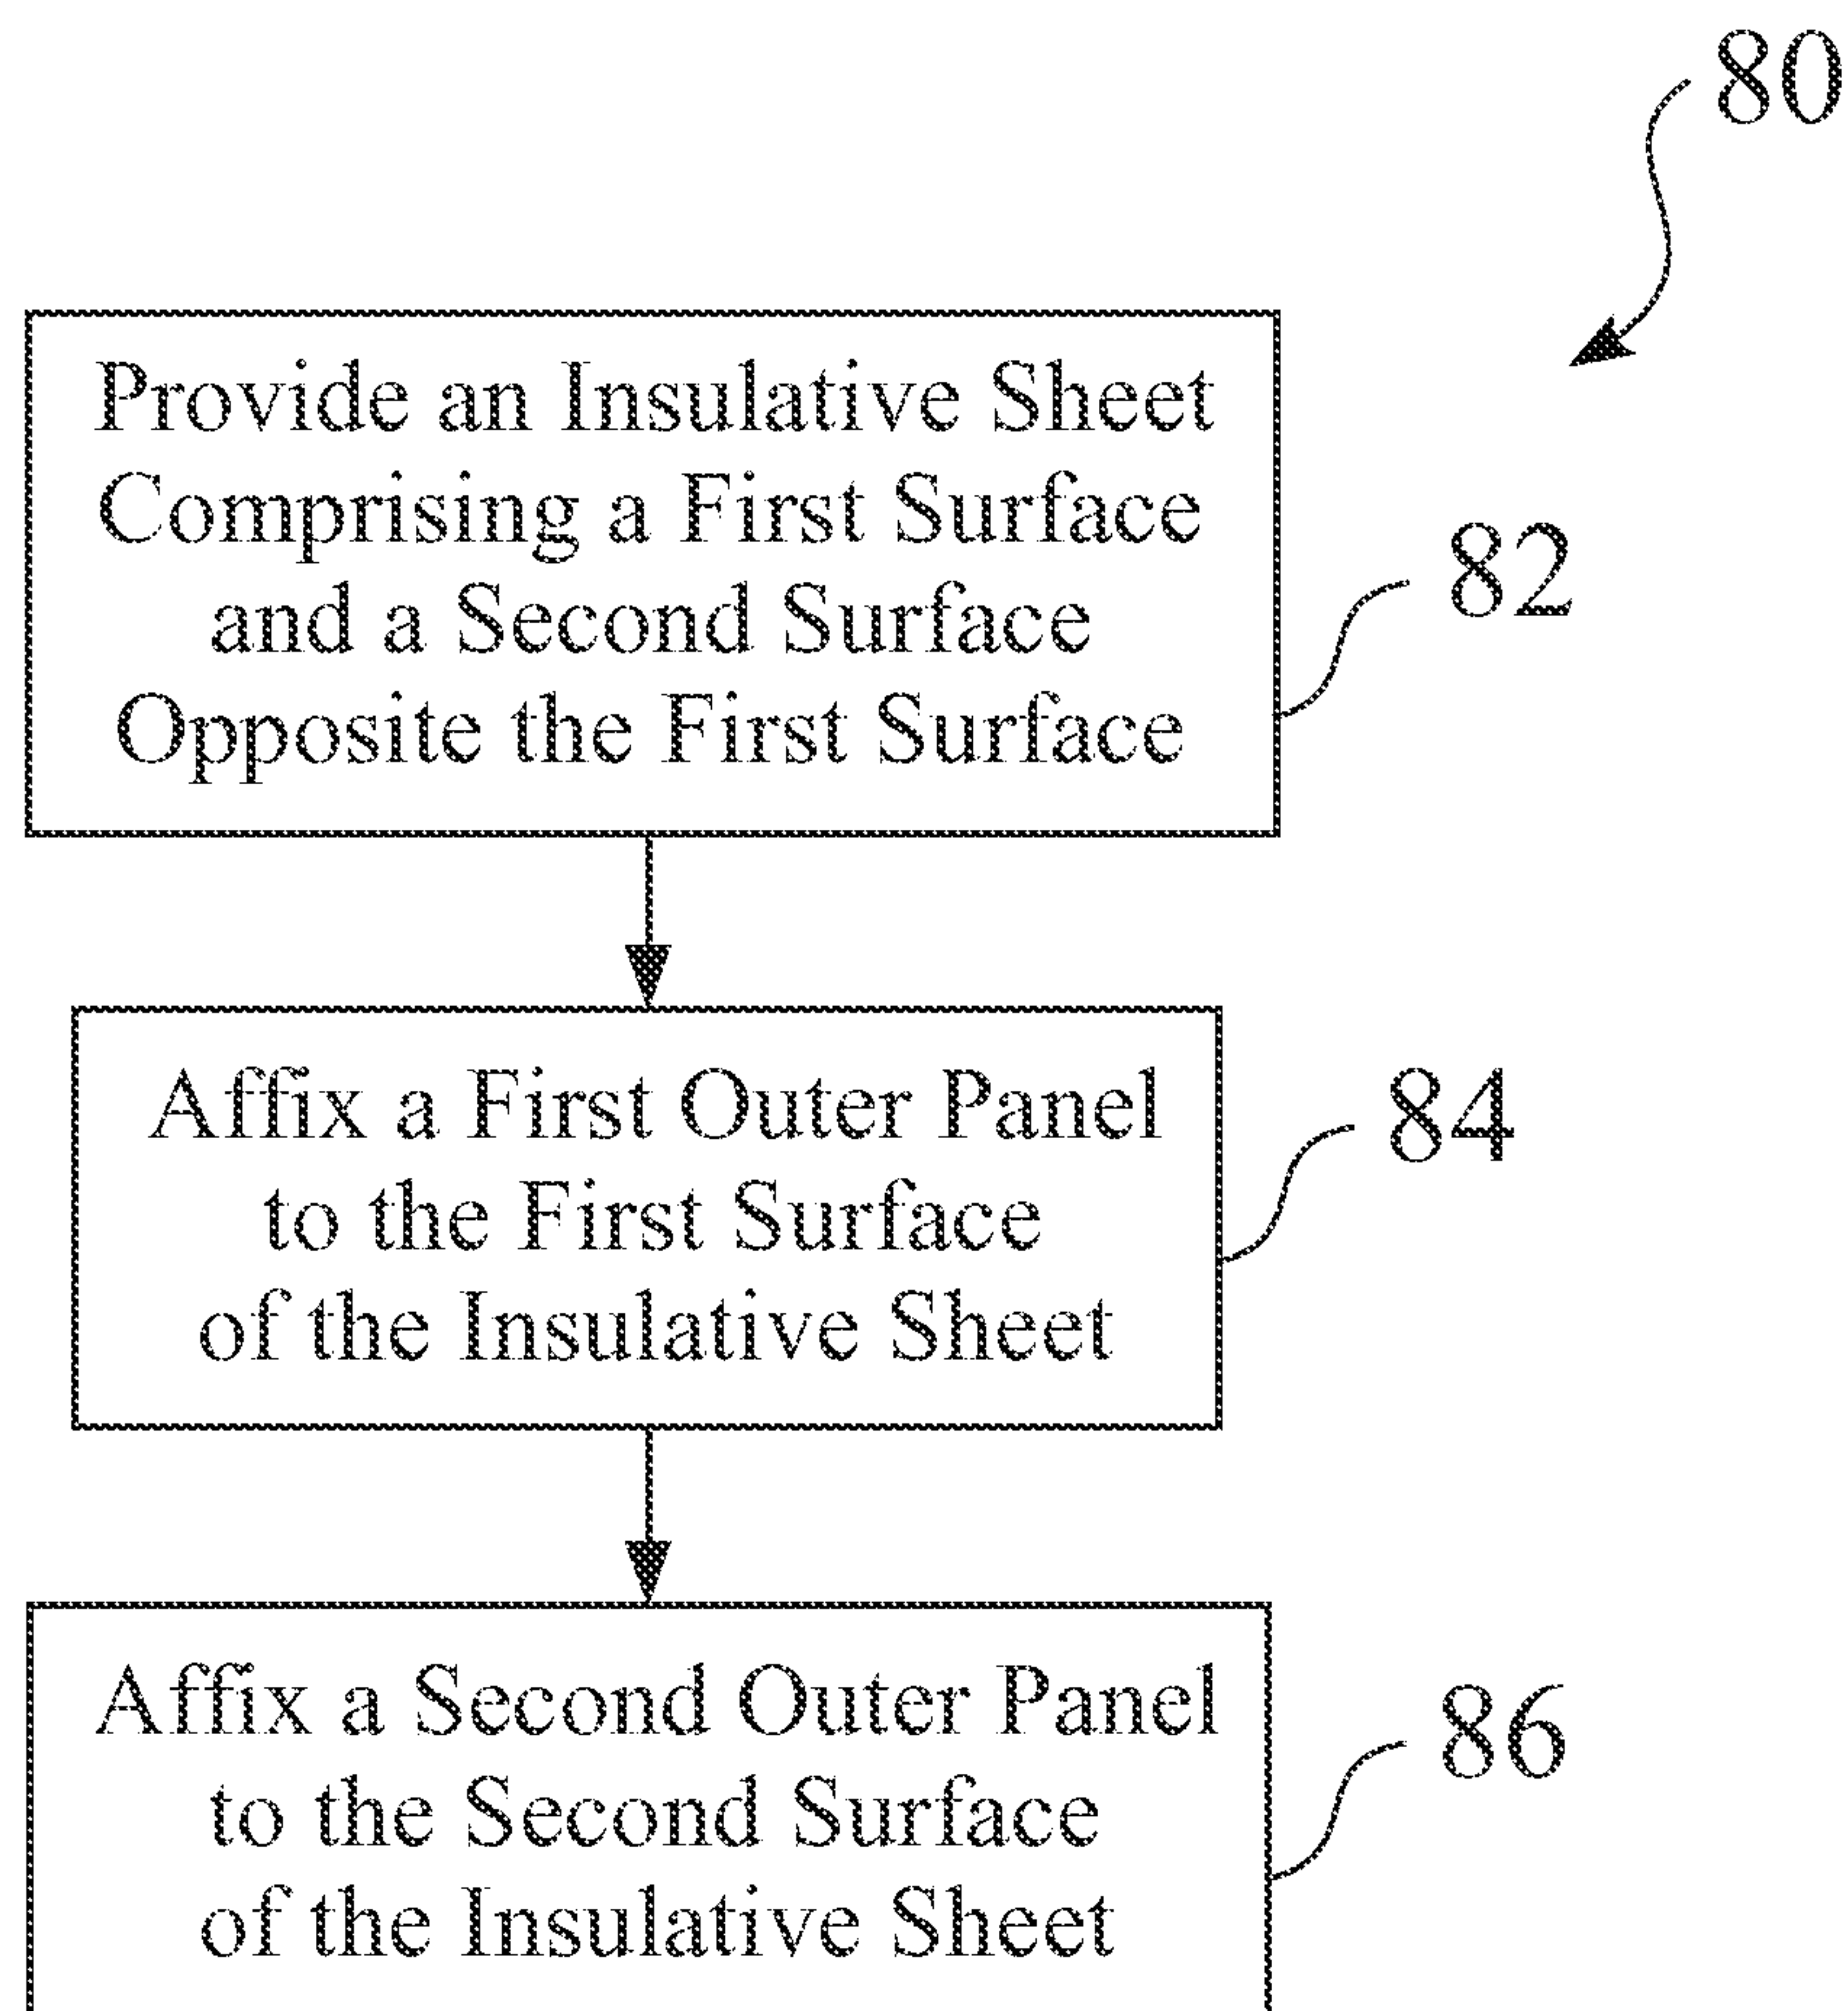 80
Provide an Insulative Sheet
Comprising a First Surface
and a Second Surface
Opposite the First Surface
82
Affix a First Outer Panel
to the First Surface
of the Insulative Sheet
84
Affix a Second Outer Panel
to the Second Surface
of the Insulative Sheet
86